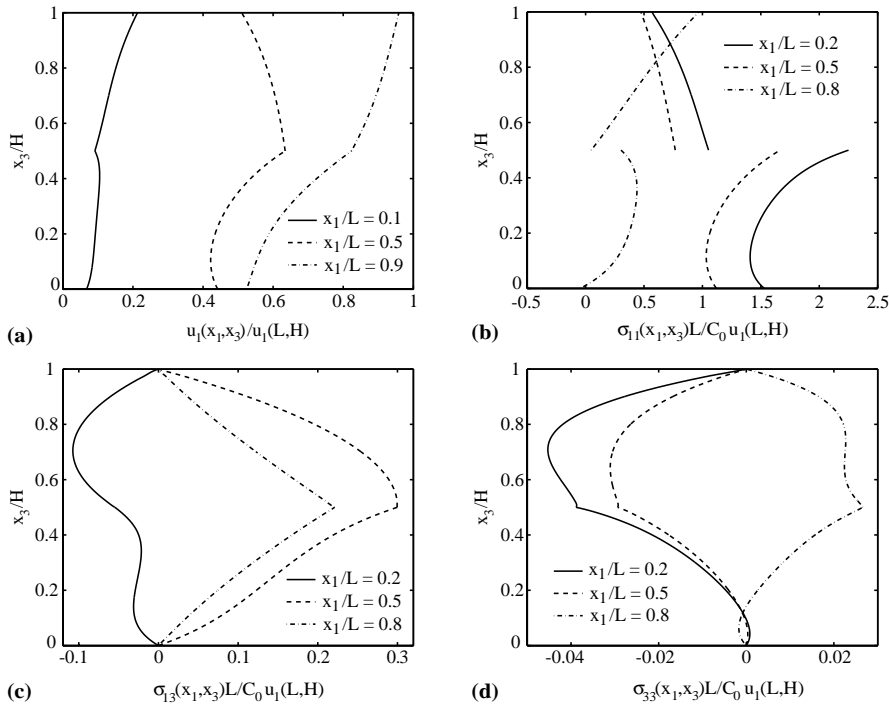 1
0.8
0.6
0.4
0.2
0
x3/H
x1/L = 0.1
x1/L = 0.5
x1/L = 0.9
0 0.2 0.4 0.6 0.8 1
u1(x1,x3)/u1(L,H)
(a)
1
0.8
0.6
0.4
0.2
0
x3/H
x1/L = 0.2
x1/L = 0.5
x1/L = 0.8
-0.5 0 0.5 1 1.5 2 2.5
σ11(x1,x3)L/C0 u1(L,H)
(b)
1
0.8
0.6
0.4
0.2
0
x3/H
x1/L = 0.2
x1/L = 0.5
x1/L = 0.8
-0.1 0 0.1 0.2 0.3
σ13(x1,x3)L/C0 u1(L,H)
(c)
1
0.8
0.6
0.4
0.2
0
x3/H
x1/L = 0.2
x1/L = 0.5
x1/L = 0.8
-0.04 -0.02 0 0.02
σ33(x1,x3)L/C0 u1(L,H)
(d)